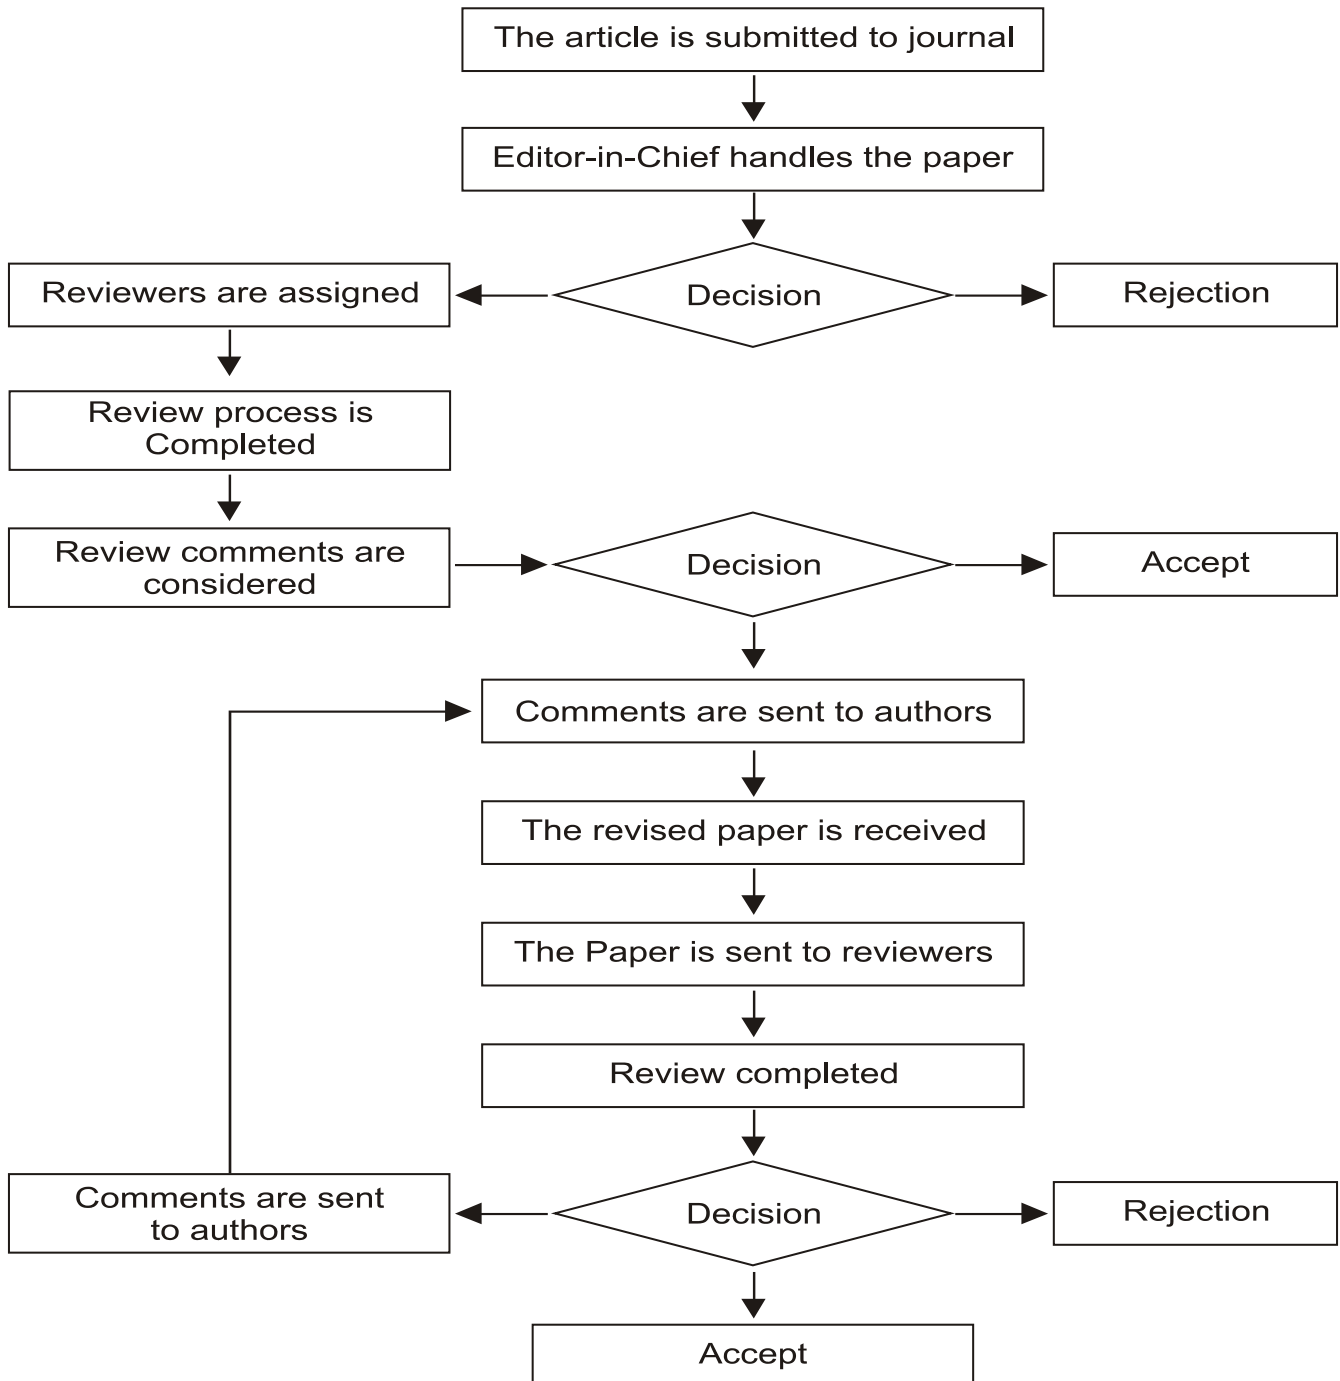 The article is submitted to journal
Editor-in-Chief handles the paper
Reviewers are assigned
Decision
Rejection
Review process is
Completed
Review comments are
considered
Decision
Accept
Comments are sent to authors
The revised paper is received
The Paper is sent to reviewers
Review completed
Comments are sent
to authors
Decision
Rejection
Accept